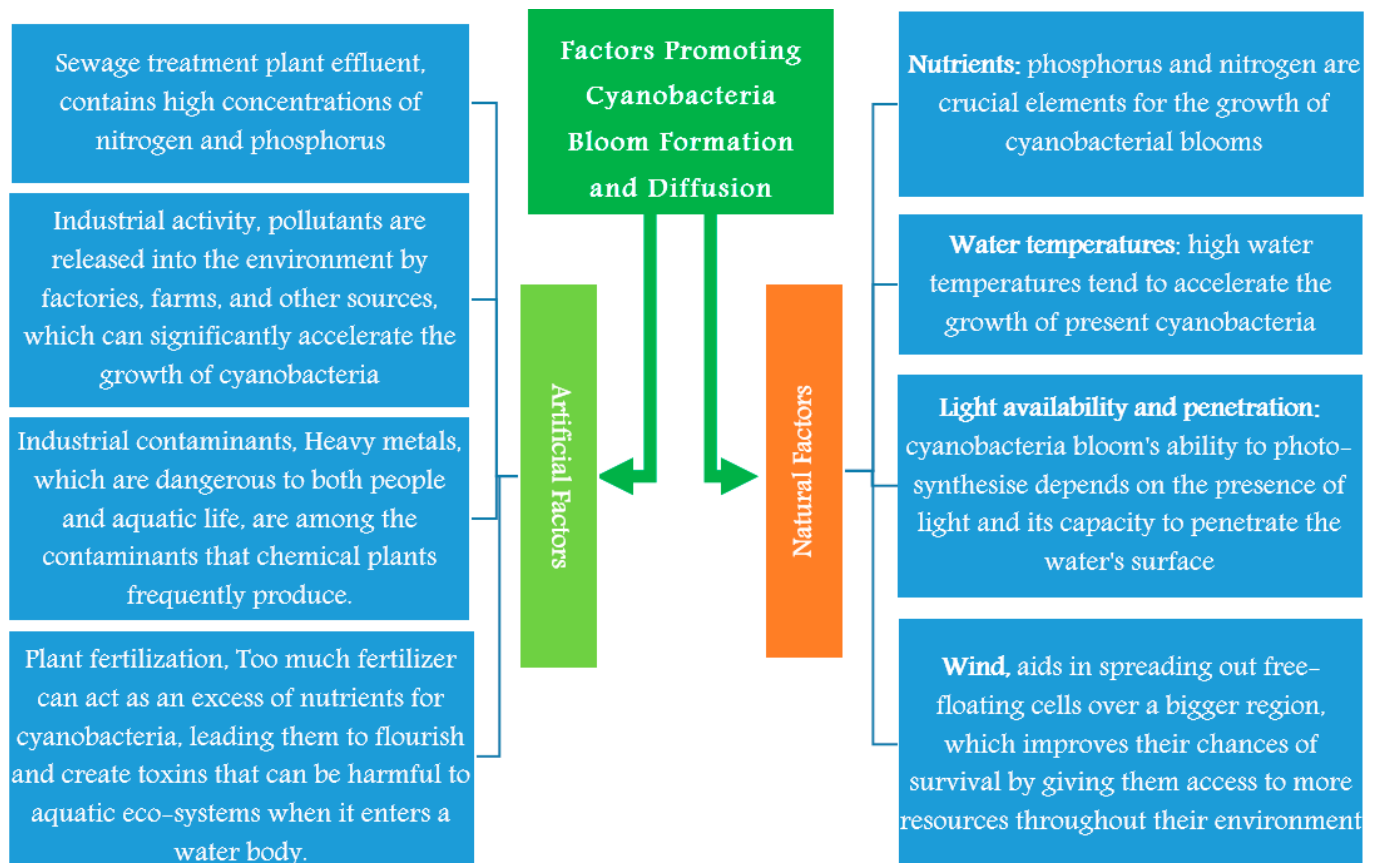 Factors Promoting
Cyanobacteria
Bloom Formation
and Diffusion
Artificial Factors
Sewage treatment plant effluent,
contains high concentrations of
nitrogen and phosphorus
Industrial activity, pollutants are
released into the environment by
factories, farms, and other sources,
which can significantly accelerate the
growth of cyanobacteria
Industrial contaminants, Heavy metals,
which are dangerous to both people
and aquatic life, are among the
contaminants that chemical plants
frequently produce.
Plant fertilization, Too much fertilizer
can act as an excess of nutrients for
cyanobacteria, leading them to flourish
and create toxins that can be harmful to
aquatic eco-systems when it enters a
water body.
Natural Factors
Nutrients: phosphorus and nitrogen are
crucial elements for the growth of
cyanobacterial blooms
Water temperatures: high water
temperatures tend to accelerate the
growth of present cyanobacteria
Light availability and penetration:
cyanobacteria bloom's ability to photo-
synthesise depends on the presence of
light and its capacity to penetrate the
water's surface
Wind, aids in spreading out free-
floating cells over a bigger region,
which improves their chances of
survival by giving them access to more
resources throughout their environment